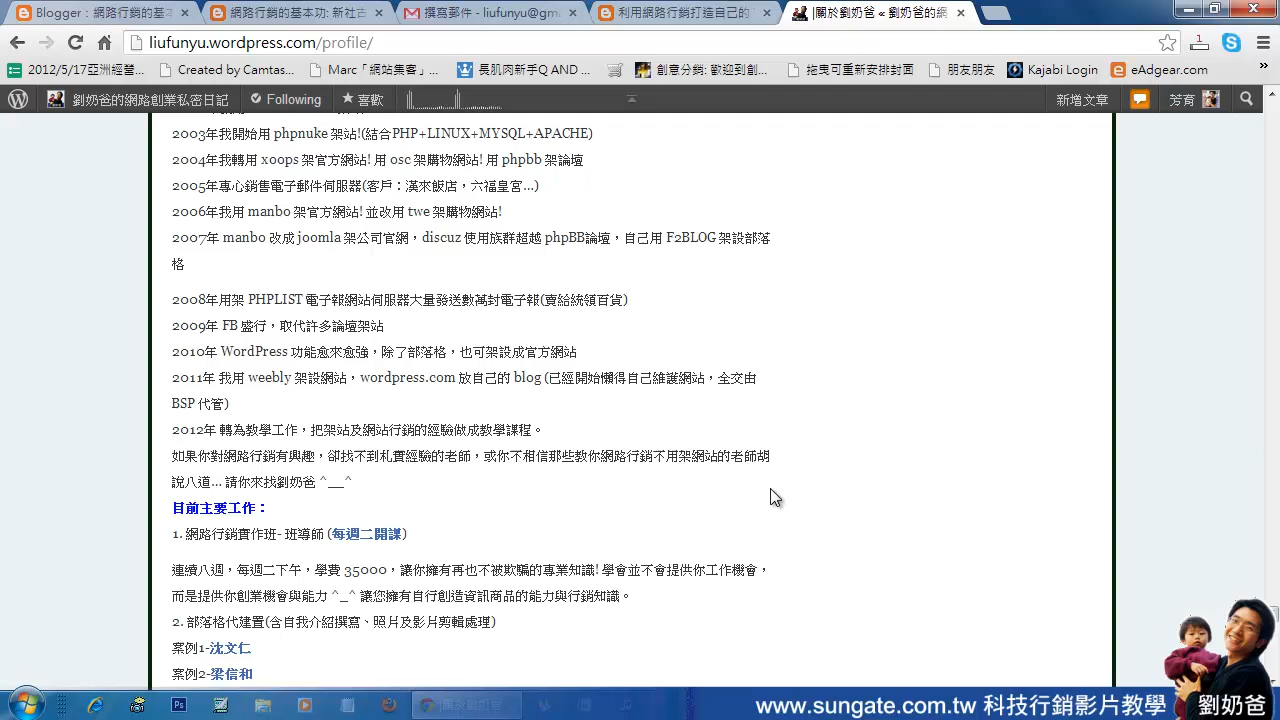 Blogger：網路行銷的基本
網路行銷的基本功: 新社古
撰寫郵件 - liufunyu@gm
利用網路行銷打造自己的
|關於劉奶爸 « 劉奶爸的網
liufunyu.wordpress.com/profile/
2012/5/17亞洲經營...
Created by Camtas...
Marc「網站集客」...
長肌肉新手Q AND ...
創意分鏡: 歡迎到創...
拖曳可重新安排封面
朋友朋友
Kajabi Login
eAdgear.com
»
劉奶爸的網路創業私密日記
Following
喜歡
新增文章
芳育
2003年我開始用 phpnuke 架站!(結合PHP+LINUX+MYSQL+APACHE)
2004年我轉用 xoops 架官方網站! 用 osc 架購物網站! 用 phpbb 架論壇
2005年專心銷售電子郵件伺服器(客戶：漢來飯店，六福皇宮...)
2006年我用 manbo 架官方網站! 並改用 twe 架購物網站!
2007年 manbo 改成 joomla 架公司官網，discuz 使用族群超越 phpBB論壇，自己用 F2BLOG 架設部落
格
2008年用架 PHPLIST 電子報網站伺服器大量發送數萬封電子報(賣給統領百貨)
2009年 FB 盛行，取代許多論壇架站
2010年 WordPress 功能愈來愈強，除了部落格，也可架設成官方網站
2011年 我用 weebly 架設網站，wordpress.com 放自己的 blog (已經開始懶得自己維護網站，全交由
BSP 代管)
2012年 轉為教學工作，把架站及網站行銷的經驗做成教學課程。
如果你對網路行銷有興趣，卻找不到札實經驗的老師，或你不相信那些教你網路行銷不用架網站的老師胡
說八道... 請你來找劉奶爸 ^__^
目前主要工作：
1. 網路行銷實作班- 班導師 (每週二開課)
連續八週，每週二下午，學費 35000，讓你擁有再也不被欺騙的專業知識! 學會並不會提供你工作機會，
而是提供你創業機會與能力 ^_^ 讓您擁有自行創造資訊商品的能力與行銷知識。
2. 部落格代建置(含自我介紹撰寫、照片及影片剪輯處理)
案例1-沈文仁
案例2-梁信和
www.sungate.com.tw 科技行銷影片教學
劉奶爸